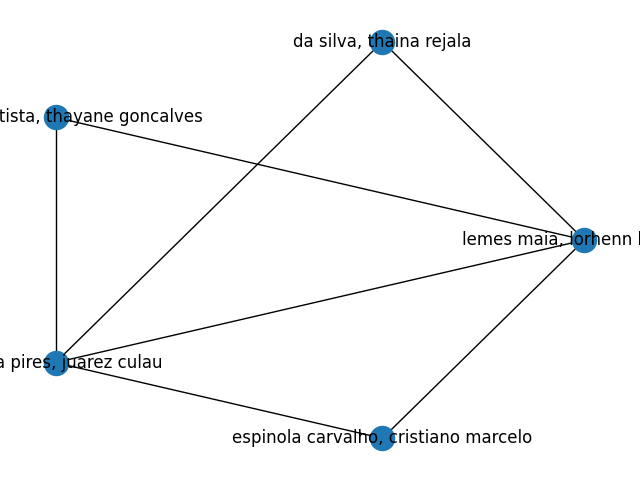 da silva, thaina rejala
tista, thayane goncalves
lemes maia, lorhenn
a pires, juarez culau
espinola carvalho, cristiano marcelo